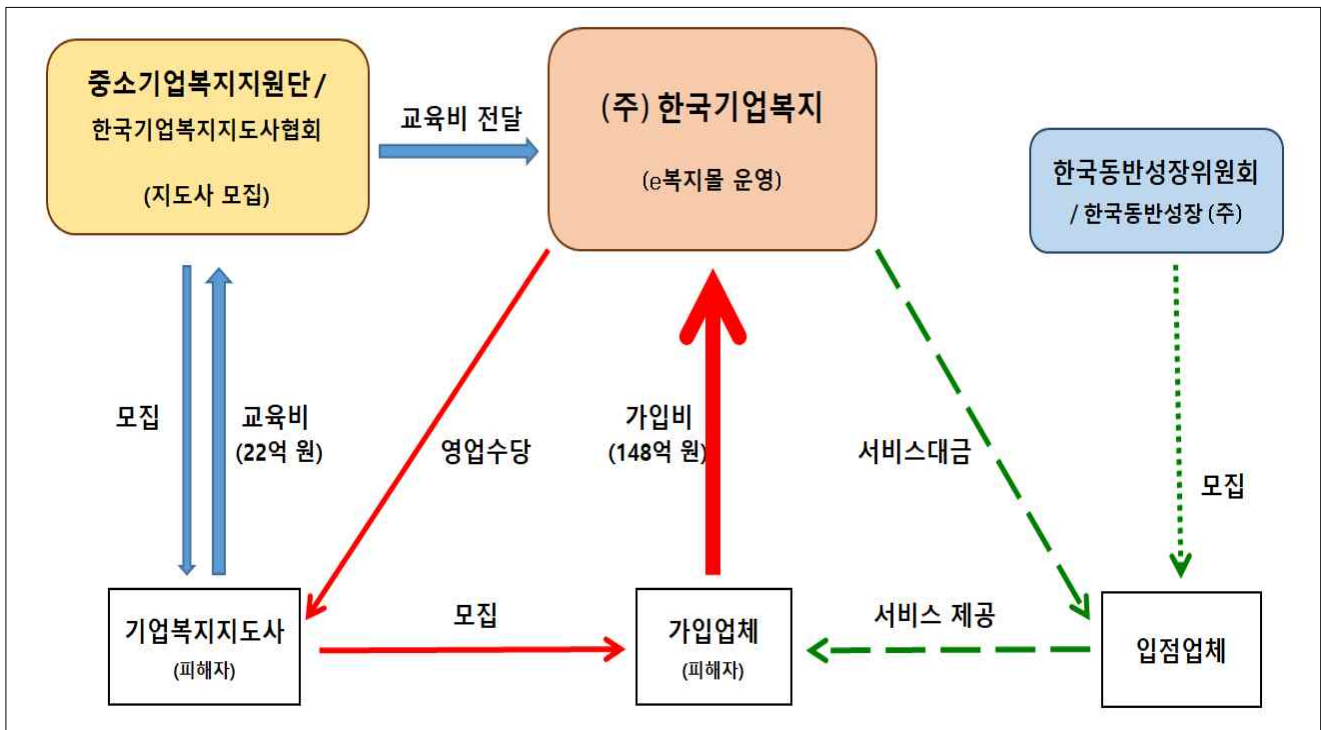 중소기업복지지원단 /
한국기업복지지도사협회
(지도사 모집)
교육비 전달
(주) 한국기업복지
(e복지몰 운영)
한국동반성장위원회
/ 한국동반성장 (주)
모집
교육비
(22억 원)
영업수당
가입비
(148억 원)
서비스대금
모집
기업복지지도사
(피해자)
모집
가입업체
(피해자)
서비스 제공
입점업체